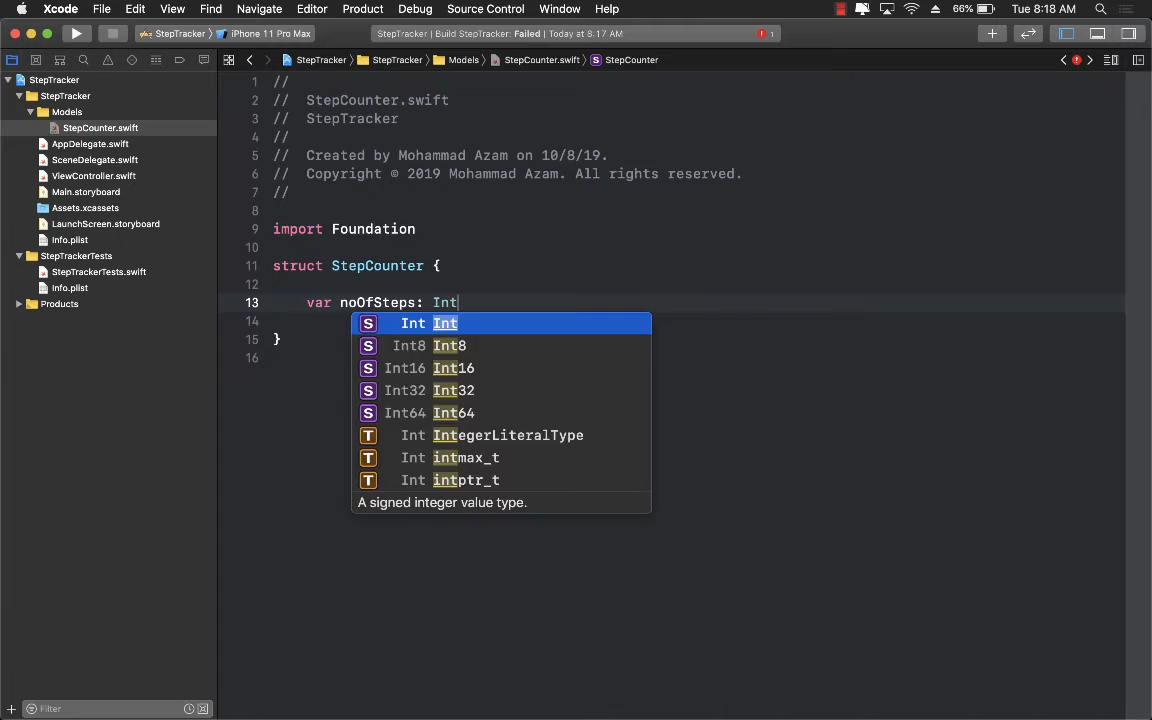 Xcode File Edit View Find Navigate Editor Product Debug Source Control Window Help 66% Tue 8:18 AM
StepTracker iPhone 11 Pro Max StepTracker | Build StepTracker: Failed | Today at 8:17 AM 1
StepTracker StepTracker Models StepCounter.swift S StepCounter
StepTracker
StepTracker
Models
StepCounter.swift
AppDelegate.swift
SceneDelegate.swift
ViewController.swift
Main.storyboard
Assets.xcassets
LaunchScreen.storyboard
Info.plist
StepTrackerTests
StepTrackerTests.swift
Info.plist
Products
Filter
1 //
2 // StepCounter.swift
3 // StepTracker
4 //
5 // Created by Mohammad Azam on 10/8/19.
6 // Copyright © 2019 Mohammad Azam. All rights reserved.
7 //
8
9 import Foundation
10
11 struct StepCounter {
12
13 var noOfSteps: Int
14
15 }
16
S Int Int
S Int8 Int8
S Int16 Int16
S Int32 Int32
S Int64 Int64
T Int IntegerLiteralType
T Int intmax_t
T Int intptr_t
A signed integer value type.